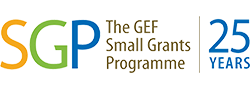 SGP
The GEF
Small Grants
Programme
25
YEARS